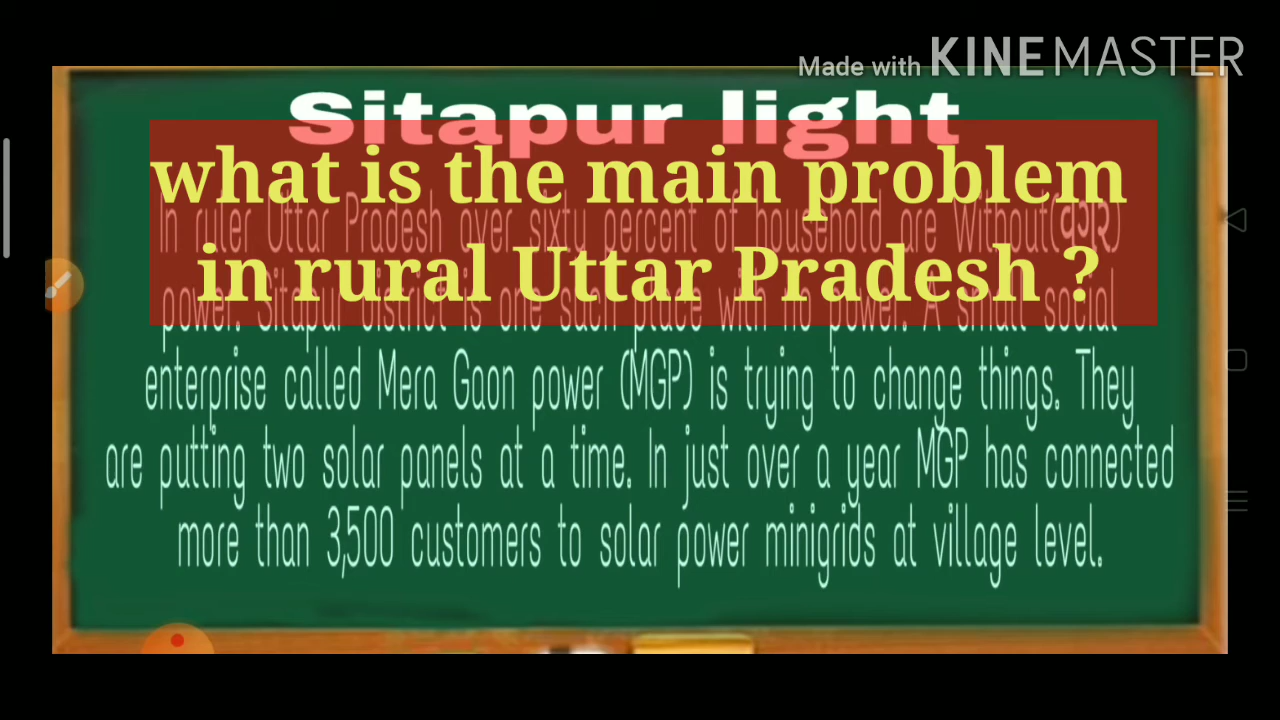 Made with KINEMASTER
Sitapur light
what is the main problem
in rural Uttar Pradesh ?
In ruler Uttar Pradesh over sixty percent of household are Without(बगैर)
power. Sitapur District is one such place with no power. A small social
enterprise called Mera Gaon power (MGP) is trying to change things. They
are putting two solar panels at a time. In just over a year MGP has connected
more than 3,500 customers to solar power minigrids at village level.